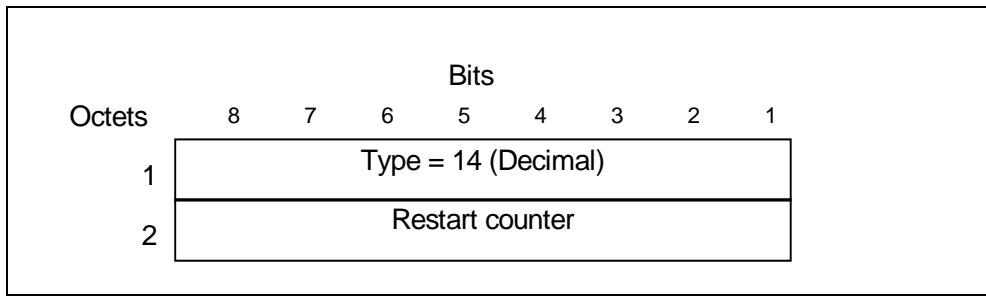 Bits
Octets 8 7 6 5 4 3 2 1
1 Type = 14 (Decimal)
2 Restart counter